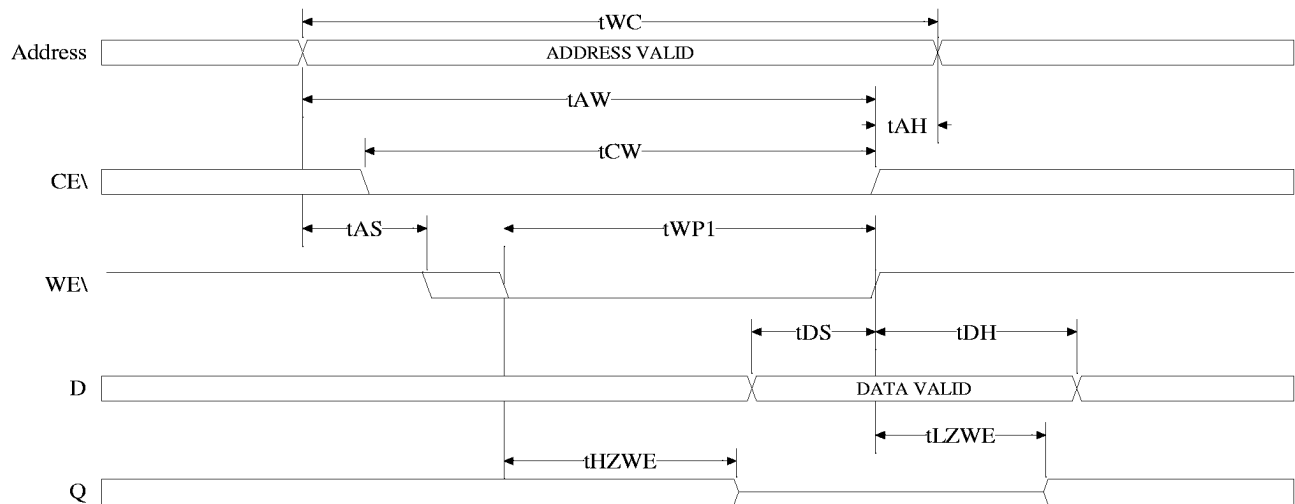 tWC
Address ADDRESS VALID
tAW
tAH
tCW
CE\
tAS tWP1
WE\
tDS tDH
D DATA VALID
tLZWE
tHZWE
Q